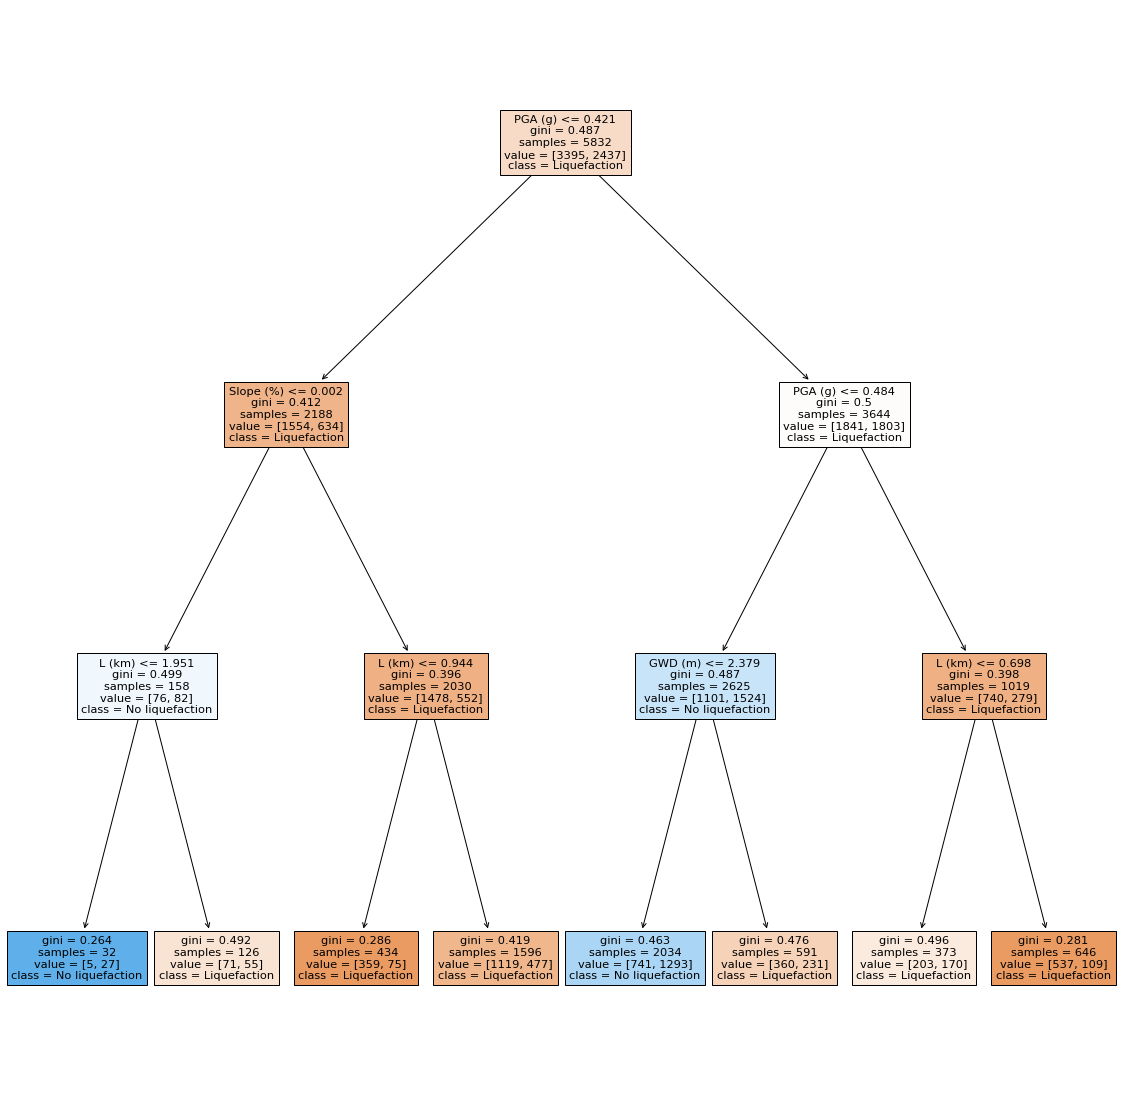 PGA (g) <= 0.421
gini = 0.487
samples = 5832
value = [3395, 2437]
class = Liquefaction
Slope (%) <= 0.002
gini = 0.412
samples = 2188
value = [1554, 634]
class = Liquefaction
PGA (g) <= 0.484
gini = 0.5
samples = 3644
value = [1841, 1803]
class = Liquefaction
L (km) <= 1.951
gini = 0.499
samples = 158
value = [76, 82]
class = No liquefaction
L (km) <= 0.944
gini = 0.396
samples = 2030
value = [1478, 552]
class = Liquefaction
GWD (m) <= 2.379
gini = 0.487
samples = 2625
value = [1101, 1524]
class = No liquefaction
L (km) <= 0.698
gini = 0.398
samples = 1019
value = [740, 279]
class = Liquefaction
gini = 0.264
samples = 32
value = [5, 27]
class = No liquefaction
gini = 0.492
samples = 126
value = [71, 55]
class = Liquefaction
gini = 0.286
samples = 434
value = [359, 75]
class = Liquefaction
gini = 0.419
samples = 1596
value = [1119, 477]
class = Liquefaction
gini = 0.463
samples = 2034
value = [741, 1293]
class = No liquefaction
gini = 0.476
samples = 591
value = [360, 231]
class = Liquefaction
gini = 0.496
samples = 373
value = [203, 170]
class = Liquefaction
gini = 0.281
samples = 646
value = [537, 109]
class = Liquefaction